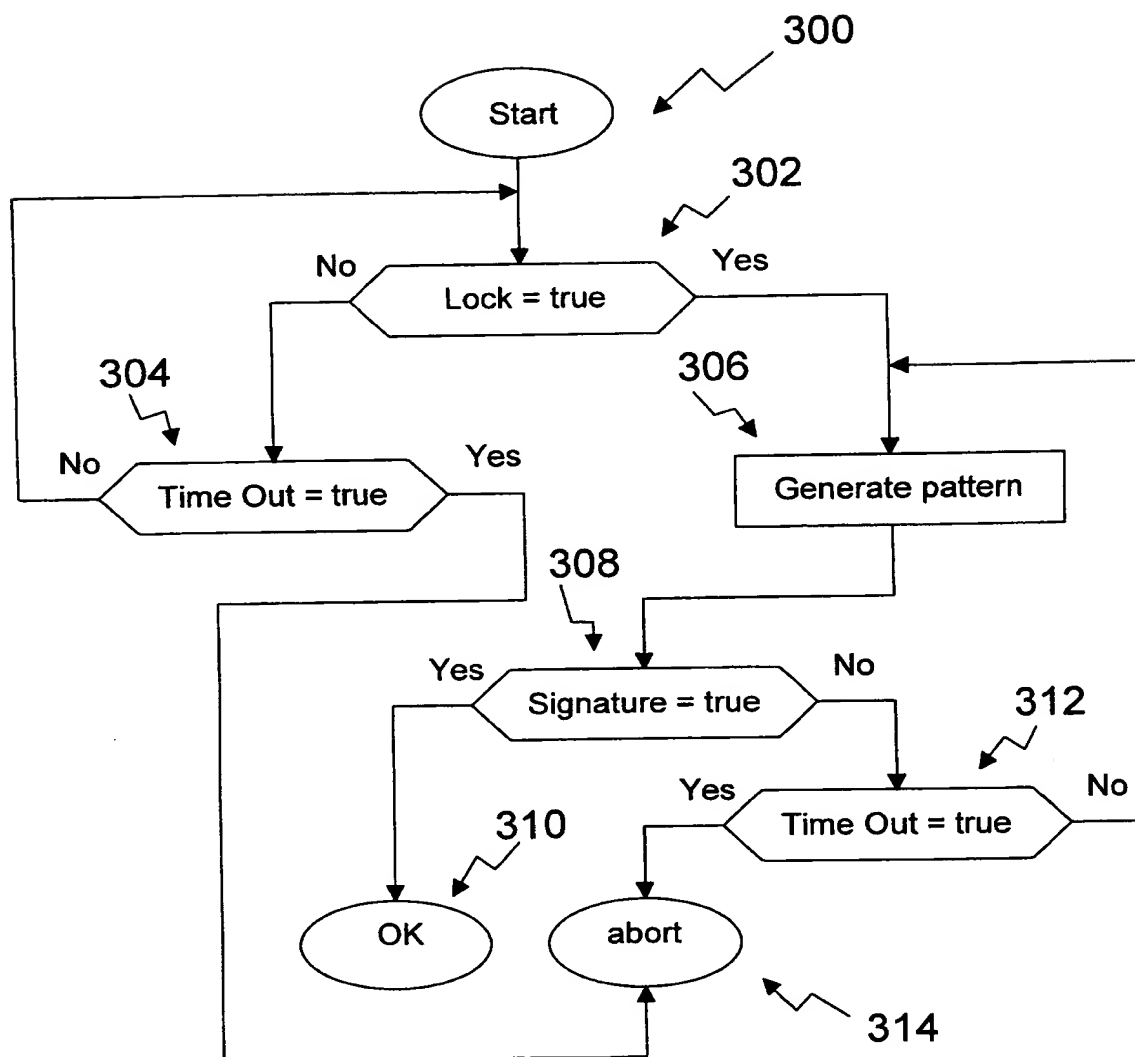 300
Start
302
No
Yes
Lock = true
304
306
No
Yes
Time Out = true
Generate pattern
308
Yes
No
Signature = true
312
Yes
No
Time Out = true
310
OK
abort
314